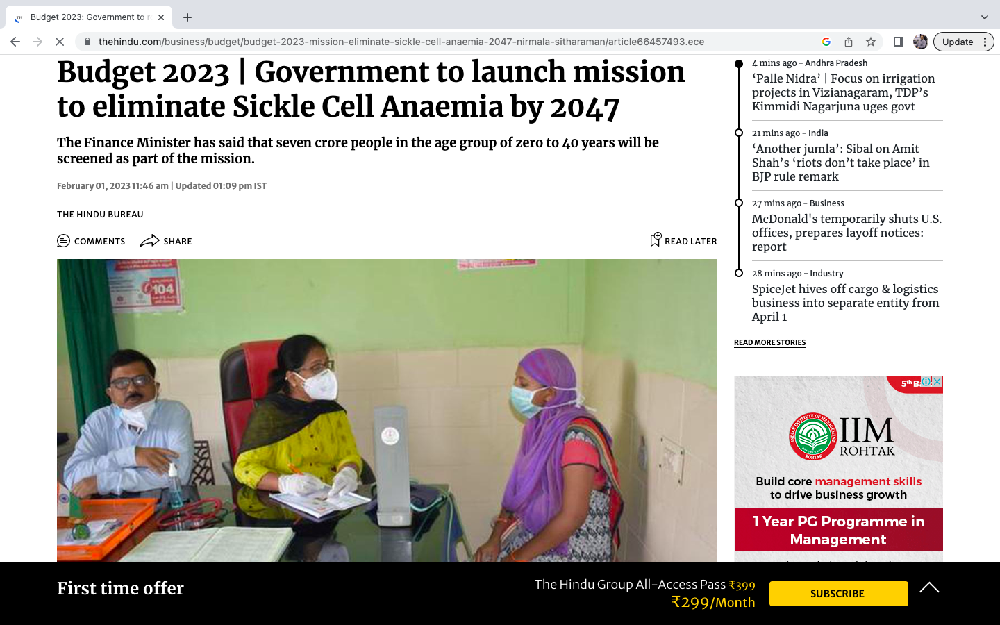 Budget 2023: Government to r
thehindu.com/business/budget/budget-2023-mission-eliminate-sickle-cell-anaemia-2047-nirmala-sitharaman/article66457493.ece
Update
Budget 2023 | Government to launch mission
to eliminate Sickle Cell Anaemia by 2047
The Finance Minister has said that seven crore people in the age group of zero to 40 years will be
screened as part of the mission.
February 01, 2023 11:46 am | Updated 01:09 pm IST
THE HINDU BUREAU
COMMENTS
SHARE
READ LATER
104
4 mins ago - Andhra Pradesh
‘Palle Nidra’ | Focus on irrigation
projects in Vizianagaram, TDP’s
Kimmidi Nagarjuna uges govt
21 mins ago - India
‘Another jumla’: Sibal on Amit
Shah’s ‘riots don’t take place’ in
BJP rule remark
27 mins ago - Business
McDonald's temporarily shuts U.S.
offices, prepares layoff notices:
report
28 mins ago - Industry
SpiceJet hives off cargo & logistics
business into separate entity from
April 1
READ MORE STORIES
5th
INDIAN INSTITUTE OF MANAGEMENT
ROHTAK
IIM
ROHTAK
Build core management skills
to drive business growth
1 Year PG Programme in
Management
First time offer
The Hindu Group All-Access Pass ₹399
₹299/Month
SUBSCRIBE